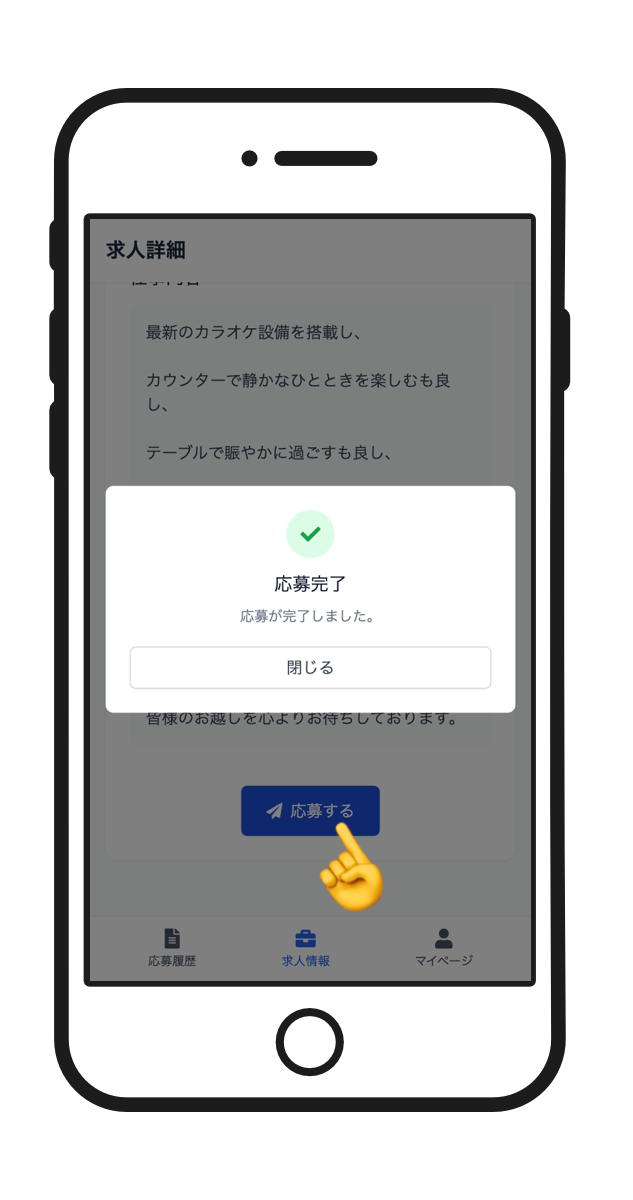 求人詳細
仕事内容
最新のカラオケ設備を搭載し、
カウンターで静かなひとときを楽しむも良
し、
テーブルで賑やかに過ごすも良し、
応募完了
応募が完了しました。
閉じる
皆様のお越しを心よりお待ちしております。
応募する
応募履歴
求人情報
マイページ